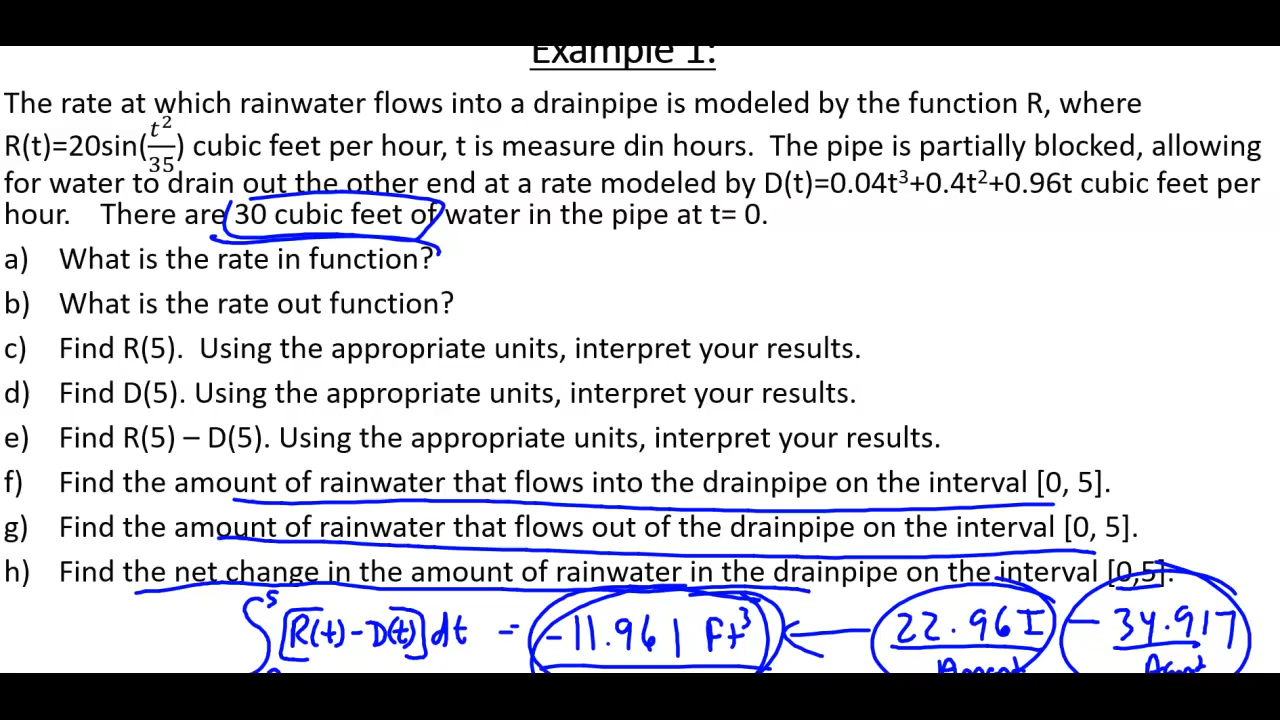 Example 1:
The rate at which rainwater flows into a drainpipe is modeled by the function R, where
R(t)=20sin(t²/35) cubic feet per hour, t is measure din hours. The pipe is partially blocked, allowing
for water to drain out the other end at a rate modeled by D(t)=0.04t³+0.4t²+0.96t cubic feet per
hour. There are 30 cubic feet of water in the pipe at t= 0.
a) What is the rate in function?
b) What is the rate out function?
c) Find R(5). Using the appropriate units, interpret your results.
d) Find D(5). Using the appropriate units, interpret your results.
e) Find R(5) – D(5). Using the appropriate units, interpret your results.
f) Find the amount of rainwater that flows into the drainpipe on the interval [0, 5].
g) Find the amount of rainwater that flows out of the drainpipe on the interval [0, 5].
h) Find the net change in the amount of rainwater in the drainpipe on the interval [0,5].
∫ 5 [R(t)-D(t)] dt = -11.961 Ft³ ← 22.961 - 34.917